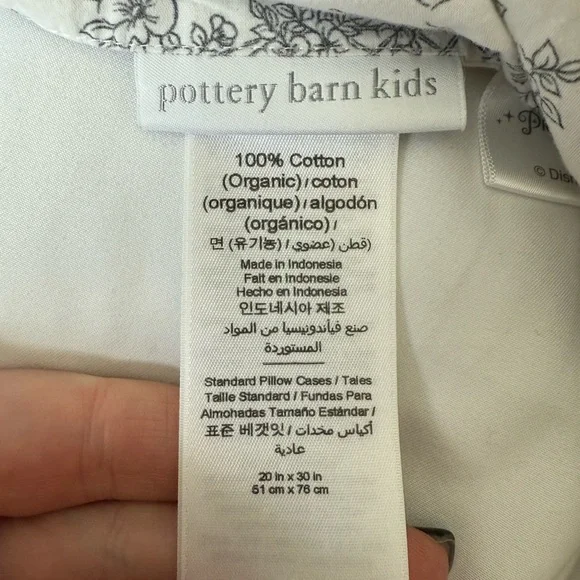 pottery barn kids
100% Cotton
(Organic) / coton
(organique) / algodón
(orgánico) /
면 (유기농) / قطن (عضوي)
Made in Indonesia
Fait en Indonesie
Hecho en Indonesia
인도네시아 제조
صنع فيأندونيسيا من المواد
المستوردة
Standard Pillow Cases / Taies
Taille Standard / Fundas Para
Almohadas Tamaño Estándar /
표준 베갯잇 / أكياس مخدات
عادية
20 in x 30 in
51 cm x 76 cm